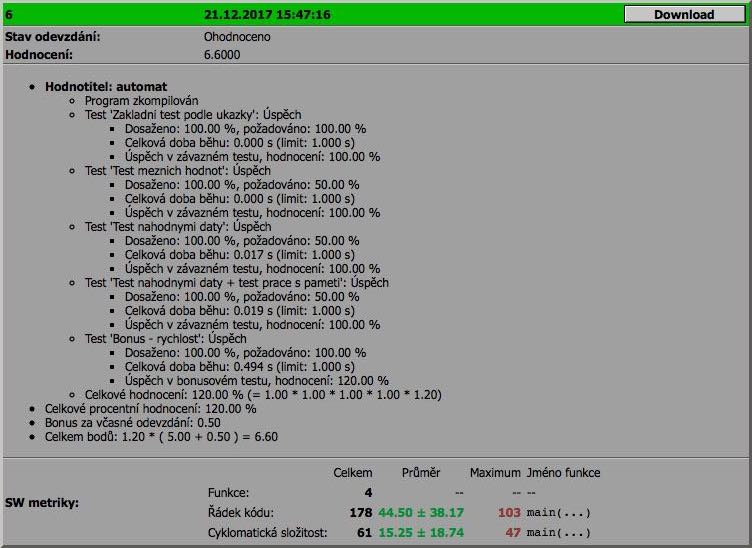 6 21.12.2017 15:47:16 Download
Stav odevzdání: Ohodnoceno
Hodnocení: 6.6000
Hodnotitel: automat
Program zkompilován
Test 'Zakladni test podle ukazky': Úspěch
Dosaženo: 100.00 %, požadováno: 100.00 %
Celková doba běhu: 0.000 s (limit: 1.000 s)
Úspěch v závazném testu, hodnocení: 100.00 %
Test 'Test meznich hodnot': Úspěch
Dosaženo: 100.00 %, požadováno: 50.00 %
Celková doba běhu: 0.000 s (limit: 1.000 s)
Úspěch v závazném testu, hodnocení: 100.00 %
Test 'Test nahodnymi daty': Úspěch
Dosaženo: 100.00 %, požadováno: 50.00 %
Celková doba běhu: 0.017 s (limit: 1.000 s)
Úspěch v závazném testu, hodnocení: 100.00 %
Test 'Test nahodnymi daty + test prace s pameti': Úspěch
Dosaženo: 100.00 %, požadováno: 50.00 %
Celková doba běhu: 0.019 s (limit: 1.000 s)
Úspěch v závazném testu, hodnocení: 100.00 %
Test 'Bonus - rychlost': Úspěch
Dosaženo: 100.00 %, požadováno: 100.00 %
Celková doba běhu: 0.494 s (limit: 1.000 s)
Úspěch v bonusovém testu, hodnocení: 120.00 %
Celkové hodnocení: 120.00 % (= 1.00 * 1.00 * 1.00 * 1.00 * 1.20)
Celkové procentní hodnocení: 120.00 %
Bonus za včasné odevzdání: 0.50
Celkem bodů: 1.20 * ( 5.00 + 0.50 ) = 6.60
Celkem Průměr Maximum Jméno funkce
SW metriky:
Funkce: 4 -- -- --
Řádek kódu: 178 44.50 ± 38.17 103 main(...)
Cyklomatická složitost: 61 15.25 ± 18.74 47 main(...)